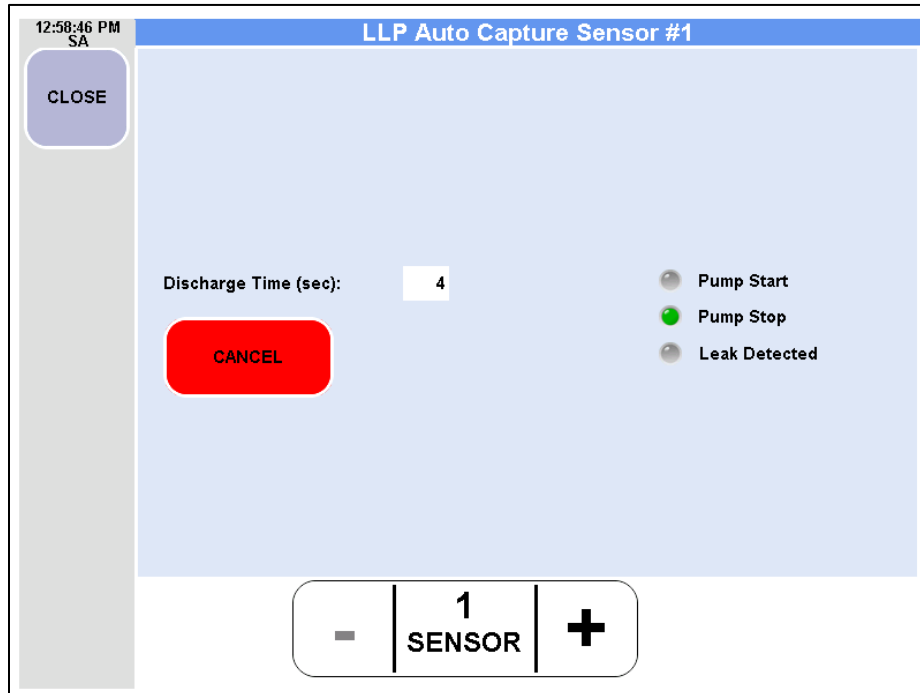 12:58:46 PM
SA
LLP Auto Capture Sensor #1
CLOSE
Discharge Time (sec): 4
Pump Start
Pump Stop
CANCEL
Leak Detected
- 1 +
SENSOR